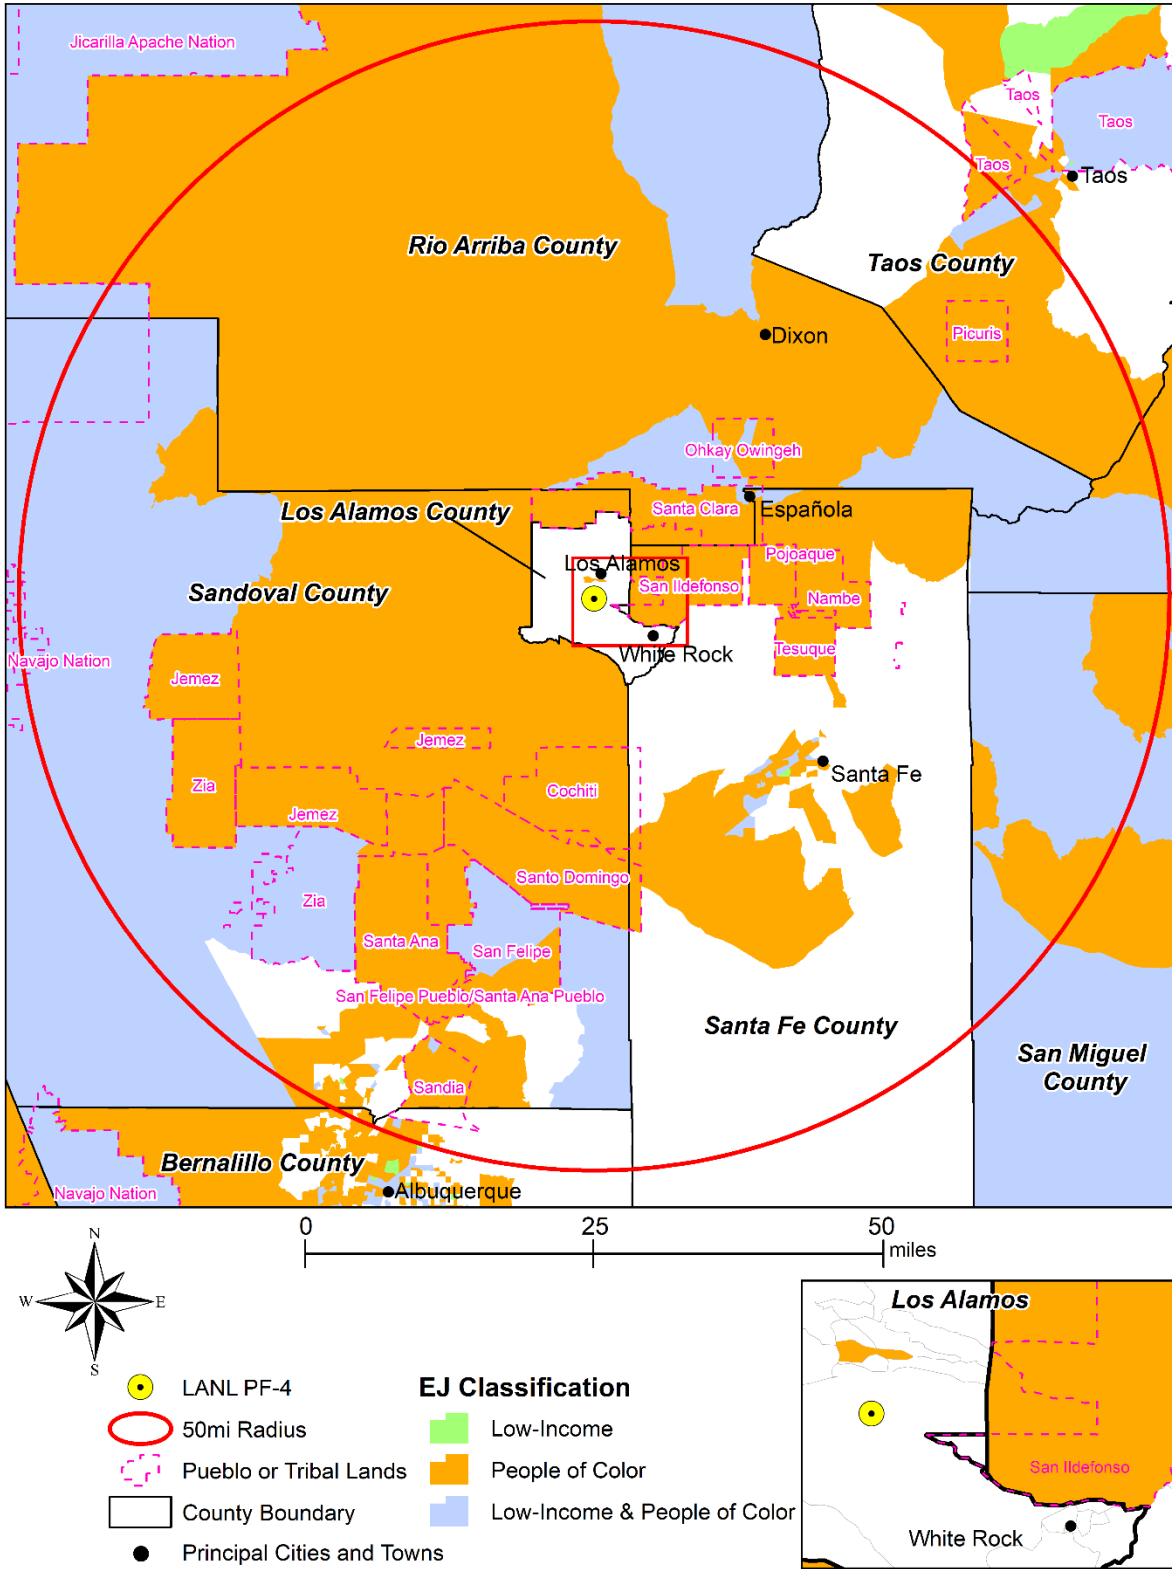 Jicarilla Apache Nation
Taos
Taos
Taos
Taos
Rio Arriba County
Taos County
Picuris
Dixon
Ohkay Owingeh
Los Alamos County
Santa Clara
Española
Pojoaque
Los Alamos
San Ildefonso
Sandoval County
Nambe
Navajo Nation
White Rock
Tesuque
Jemez
Jemez
Zia
Cochiti
Santa Fe
Jemez
Santo Domingo
Zia
Santa Ana
San Felipe
San Felipe Pueblo/Santa Ana Pueblo
Santa Fe County
San Miguel
County
Sandia
Bernalillo County
Navajo Nation
Albuquerque
0 25 50
miles
N
W E
S
Los Alamos
San Ildefonso
White Rock
LANL PF-4
50mi Radius
Pueblo or Tribal Lands
County Boundary
Principal Cities and Towns
EJ Classification
Low-Income
People of Color
Low-Income & People of Color